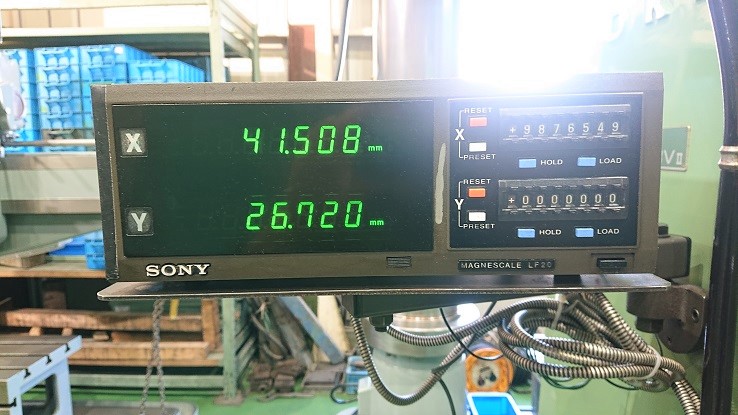 X 41.508 mm
Y 26.720 mm
SONY
RESET
X
PRESET
+9876549
HOLD LOAD
RESET
Y
PRESET
+0000000
HOLD LOAD
MAGNESCALE LF20